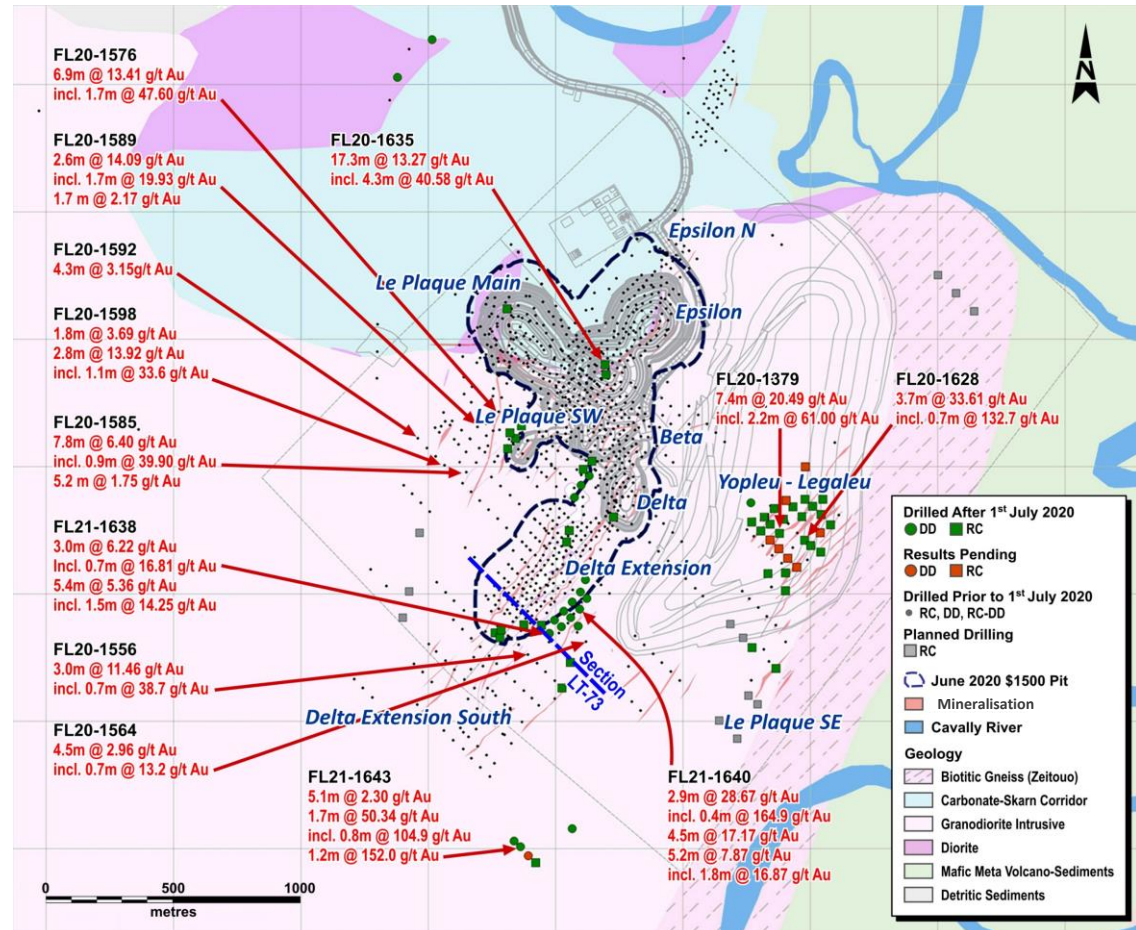 FL20-1576
6.9m @ 13.41 g/t Au
incl. 1.7m @ 47.60 g/t Au
FL20-1589
2.6m @ 14.09 g/t Au
incl. 1.7m @ 19.93 g/t Au
1.7 m @ 2.17 g/t Au
FL20-1592
4.3m @ 3.15g/t Au
FL20-1598
1.8m @ 3.69 g/t Au
2.8m @ 13.92 g/t Au
incl. 1.1m @ 33.6 g/t Au
FL20-1585
7.8m @ 6.40 g/t Au
incl. 0.9m @ 39.90 g/t Au
5.2 m @ 1.75 g/t Au
FL21-1638
3.0m @ 6.22 g/t Au
Incl. 0.7m @ 16.81 g/t Au
5.4m @ 5.36 g/t Au
incl. 1.5m @ 14.25 g/t Au
FL20-1556
3.0m @ 11.46 g/t Au
incl. 0.7m @ 38.7 g/t Au
FL20-1564
4.5m @ 2.96 g/t Au
incl. 0.7m @ 13.2 g/t Au
FL20-1635
17.3m @ 13.27 g/t Au
incl. 4.3m @ 40.58 g/t Au
N
Epsilon N
Le Plaque Main
Epsilon
Le Plaque SW
Beta
Delta
Yopleu - Legaleu
Delta Extension
Section
LT-73
Delta Extension South
Le Plaque SE
FL20-1379
7.4m @ 20.49 g/t Au
incl. 2.2m @ 61.00 g/t Au
FL20-1628
3.7m @ 33.61 g/t Au
incl. 0.7m @ 132.7 g/t Au
FL21-1643
5.1m @ 2.30 g/t Au
1.7m @ 50.34 g/t Au
incl. 0.8m @ 104.9 g/t Au
1.2m @ 152.0 g/t Au
FL21-1640
2.9m @ 28.67 g/t Au
incl. 0.4m @ 164.9 g/t Au
4.5m @ 17.17 g/t Au
5.2m @ 7.87 g/t Au
incl. 1.8m @ 16.87 g/t Au
0 500 1000
metres
Drilled After 1st July 2020
DD RC
Results Pending
DD RC
Drilled Prior to 1st July 2020
RC, DD, RC-DD
Planned Drilling
RC
June 2020 $1500 Pit
Mineralisation
Cavally River
Geology
Biotitic Gneiss (Zeitouo)
Carbonate-Skarn Corridor
Granodiorite Intrusive
Diorite
Mafic Meta Volcano-Sediments
Detritic Sediments